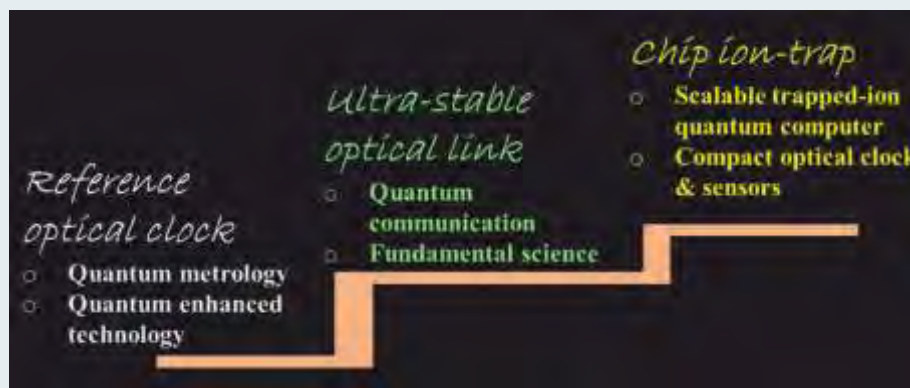 Reference
optical clock
Quantum metrology
Quantum enhanced
technology
Ultra-stable
optical link
Quantum
communication
Fundamental science
Chip ion-trap
Scalable trapped-ion
quantum computer
Compact optical clock
& sensors